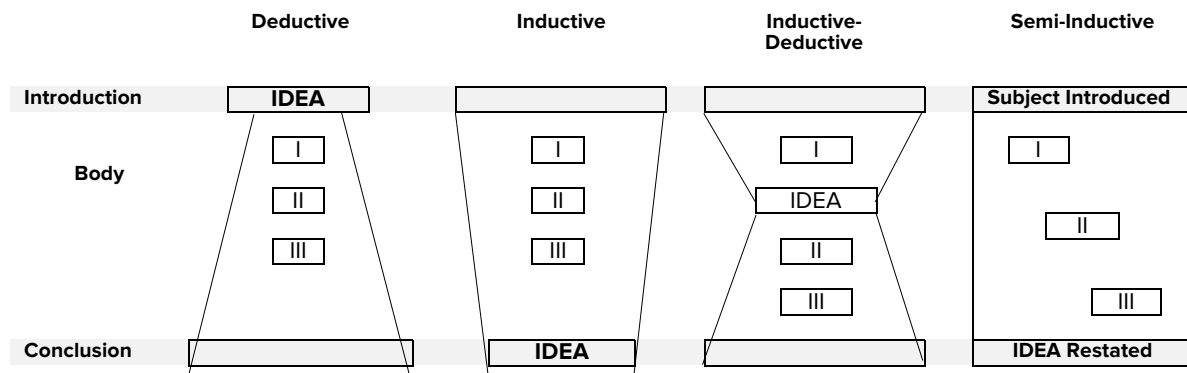 Deductive
Inductive
Inductive-
Deductive
Semi-Inductive
Introduction
IDEA
Subject Introduced
Body
I
I
I
I
II
II
IDEA
II
III
III
II
III
III
Conclusion
IDEA
IDEA Restated